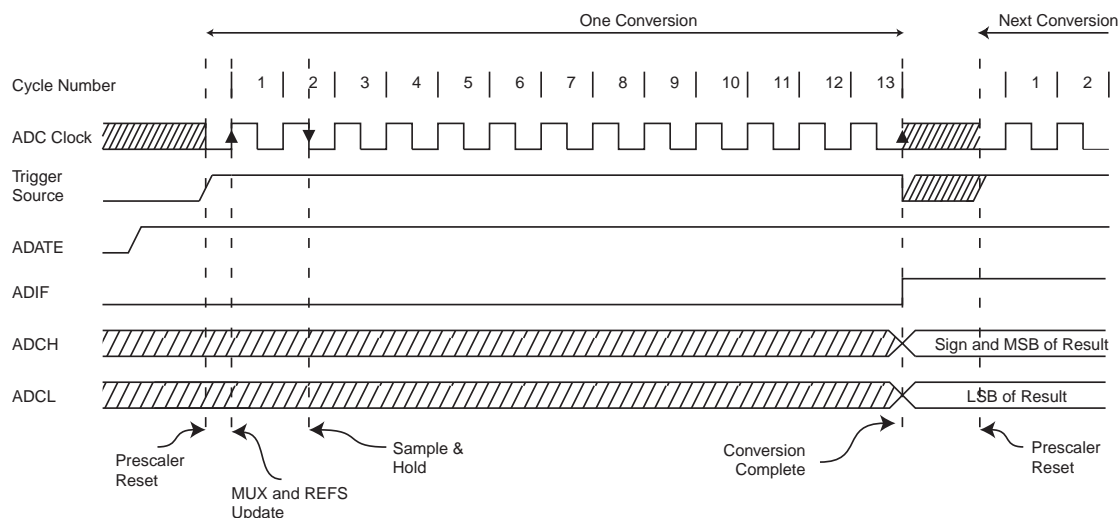 One Conversion
Next Conversion
Cycle Number
1 2 3 4 5 6 7 8 9 10 11 12 13 1 2
ADC Clock
Trigger
Source
ADATE
ADIF
ADCH
Sign and MSB of Result
ADCL
LSB of Result
Prescaler
Reset
MUX and REFS
Update
Sample &
Hold
Conversion
Complete
Prescaler
Reset